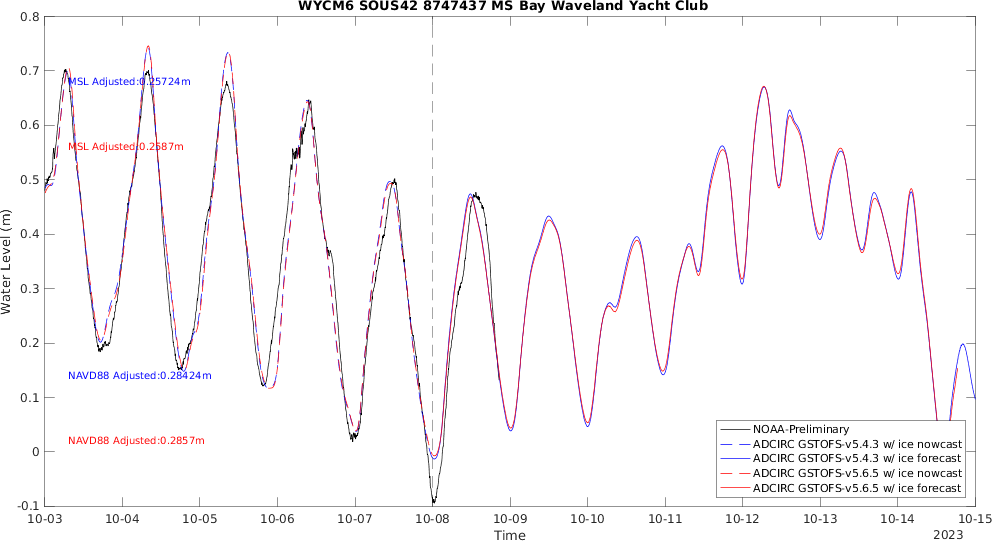 WYCM6 SOUS42 8747437 MS Bay Waveland Yacht Club
0.8
0.7
0.6
0.5
0.4
0.3
0.2
0.1
0
-0.1
Water Level (m)
MSL Adjusted:0.25724m
MSL Adjusted:0.2587m
NAVD88 Adjusted:0.28424m
NAVD88 Adjusted:0.2857m
NOAA-Preliminary
ADCIRC GSTOFS-v5.4.3 w/ ice nowcast
ADCIRC GSTOFS-v5.4.3 w/ ice forecast
ADCIRC GSTOFS-v5.6.5 w/ ice nowcast
ADCIRC GSTOFS-v5.6.5 w/ ice forecast
10-03 10-04 10-05 10-06 10-07 10-08 10-09 10-10 10-11 10-12 10-13 10-14 10-15
Time
2023